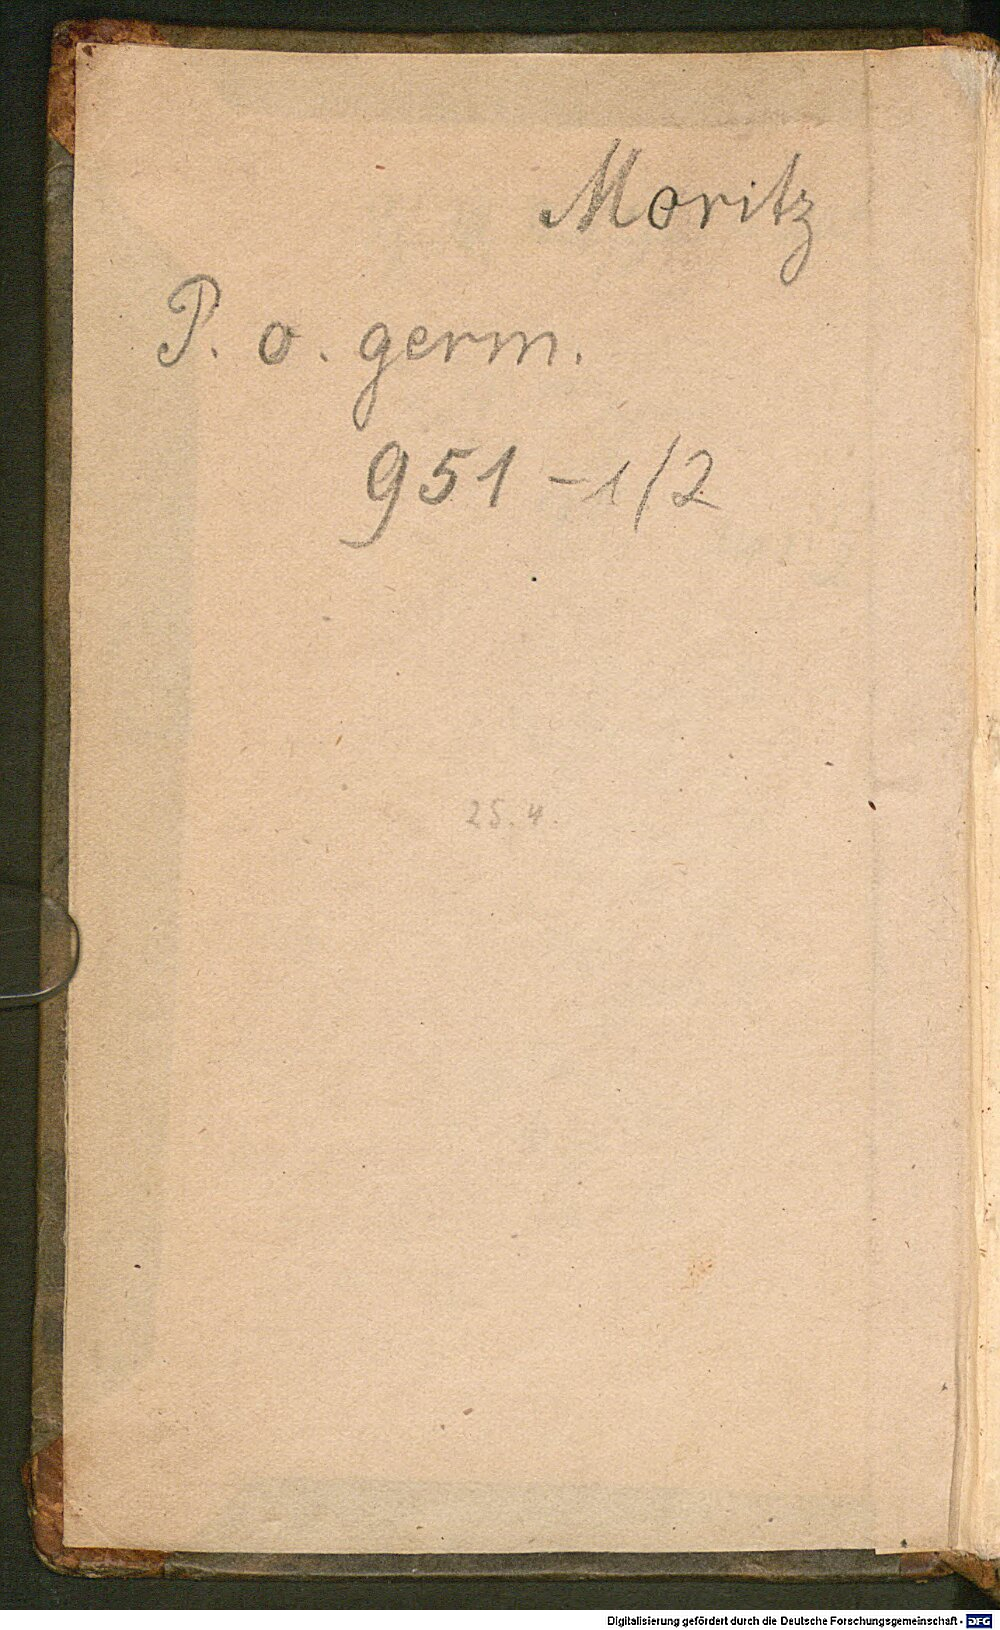 Moritz
P. o. germ.
951 - 1/2
25. 4.
Digitalisierung gefördert durch die Deutsche Forschungsgemeinschaft - DFG